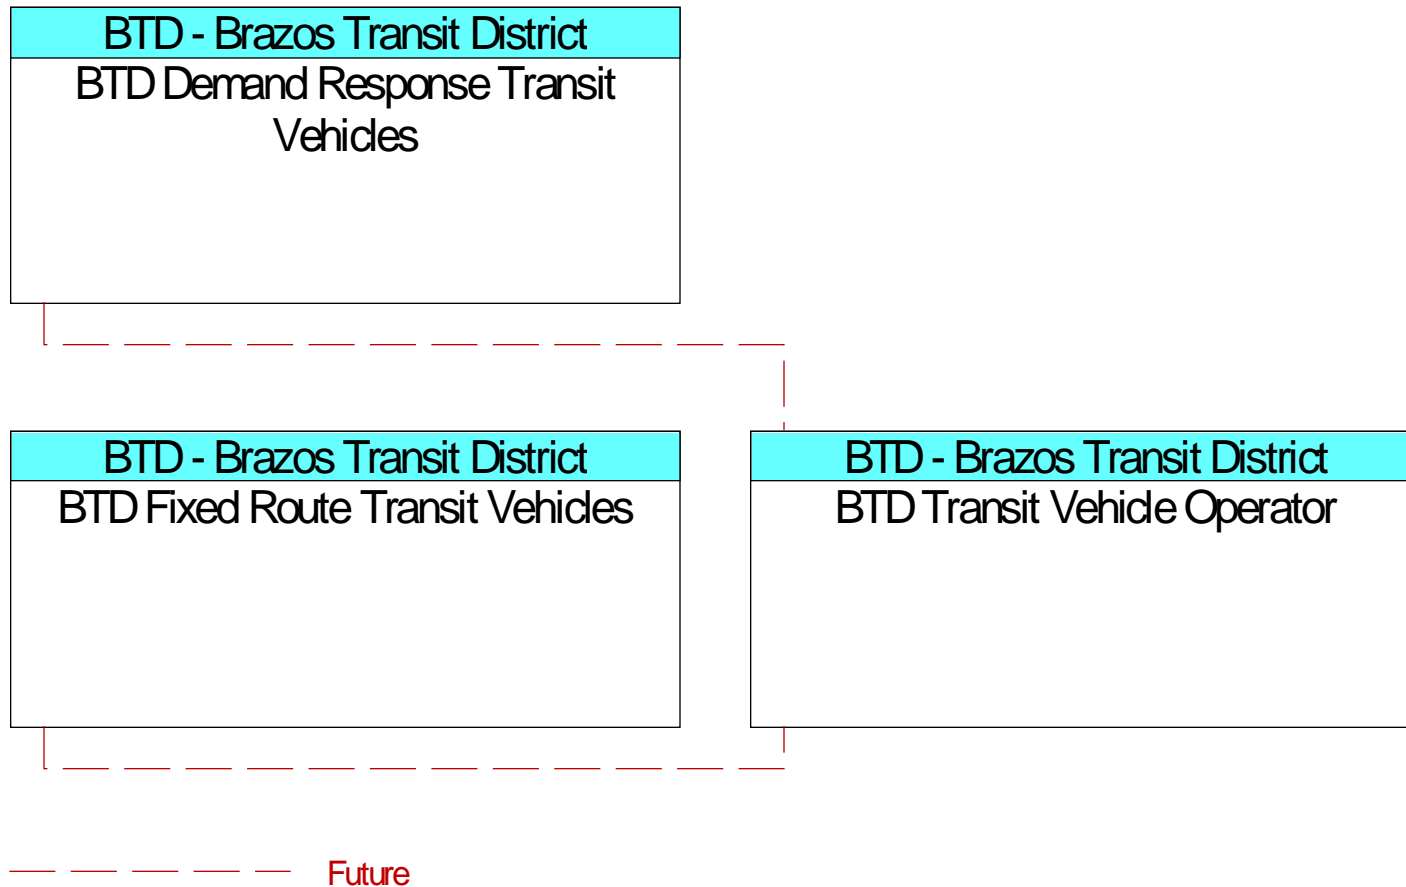 BTD - Brazos Transit District
BTD Demand Response Transit
Vehicles
BTD - Brazos Transit District
BTD Fixed Route Transit Vehicles
BTD - Brazos Transit District
BTD Transit Vehicle Operator
Future